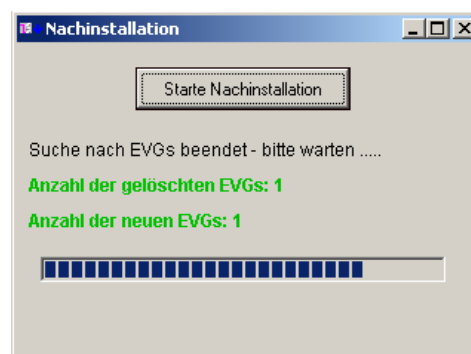 Nachinstallation
Starte Nachinstallation
Suche nach EVGs beendet - bitte warten .....
Anzahl der gelöschten EVGs: 1
Anzahl der neuen EVGs: 1